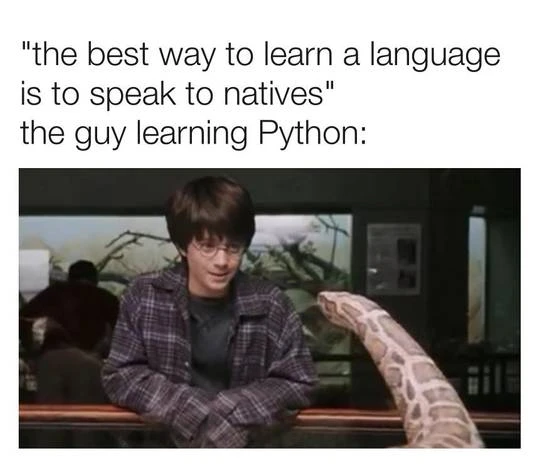 "the best way to learn a language
is to speak to natives"
the guy learning Python: